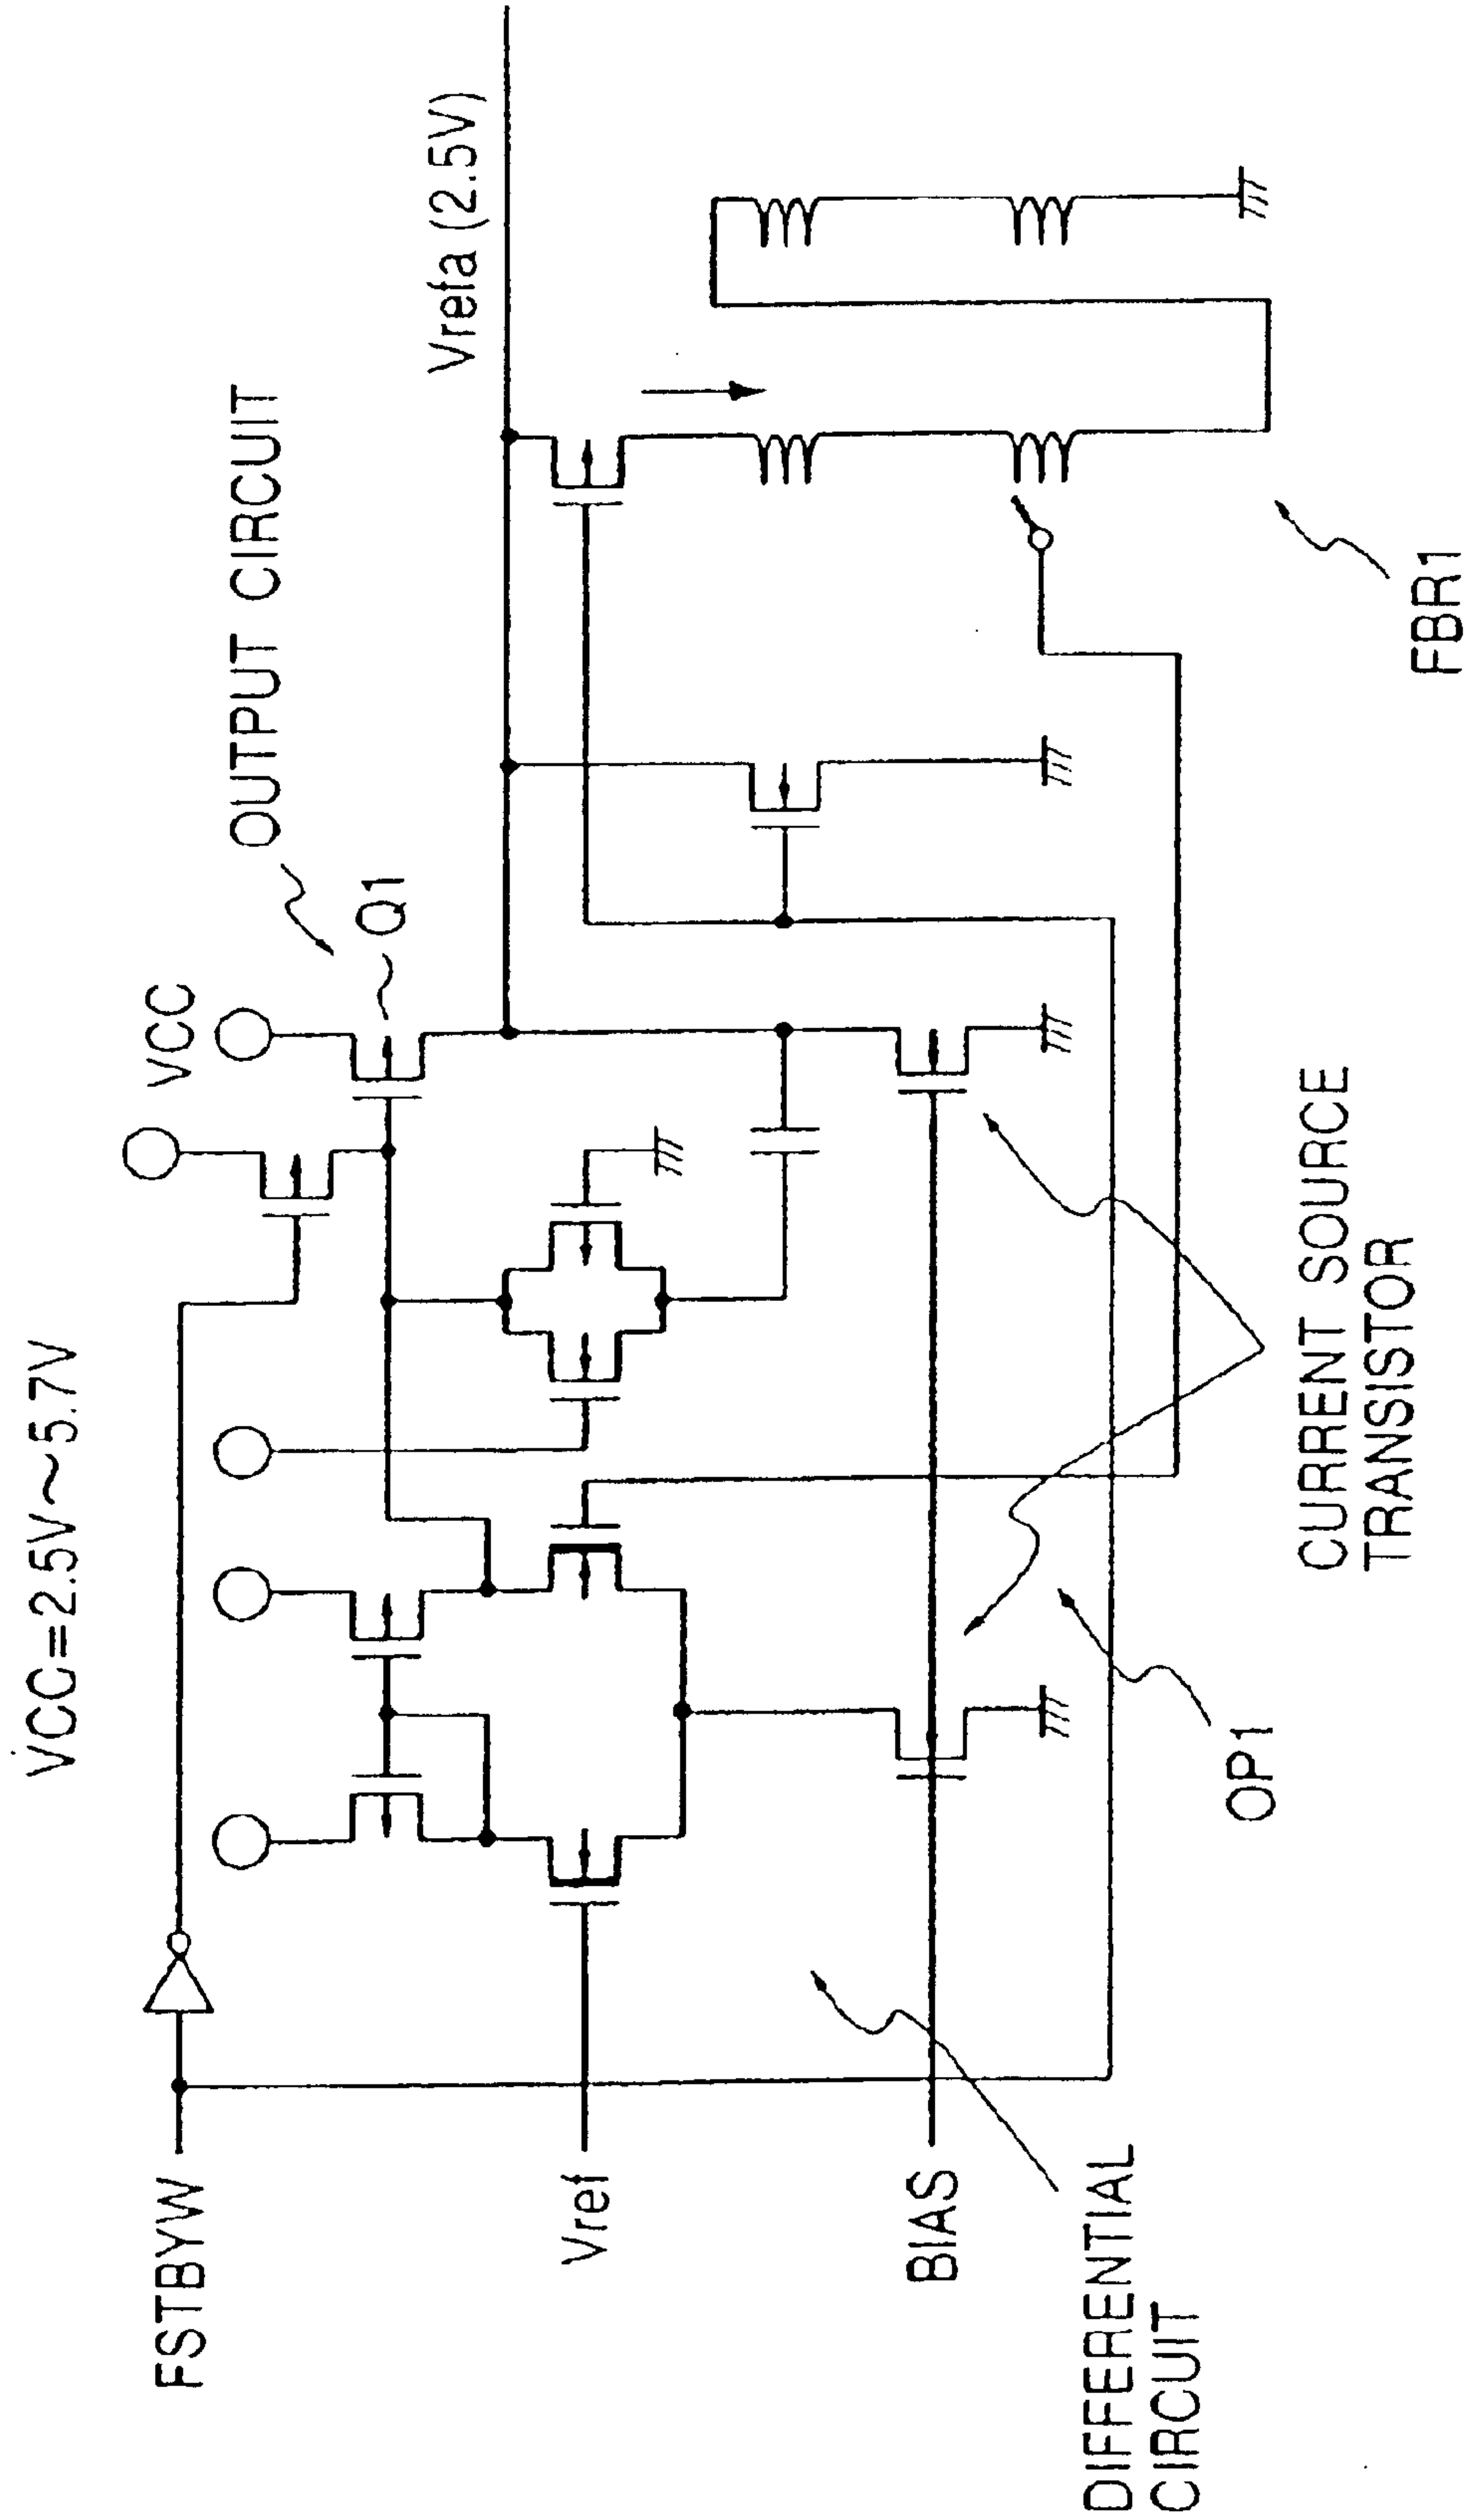 VCC=2.5V~5.7V
FSTBYW
Vref
BIAS
DIFFERENTIAL
CIRCUIT
OP1
CURRENT SOURCE
TRANSISTOR
VCC
Q1
OUTPUT CIRCUIT
Vreta (2.5V)
FBR1